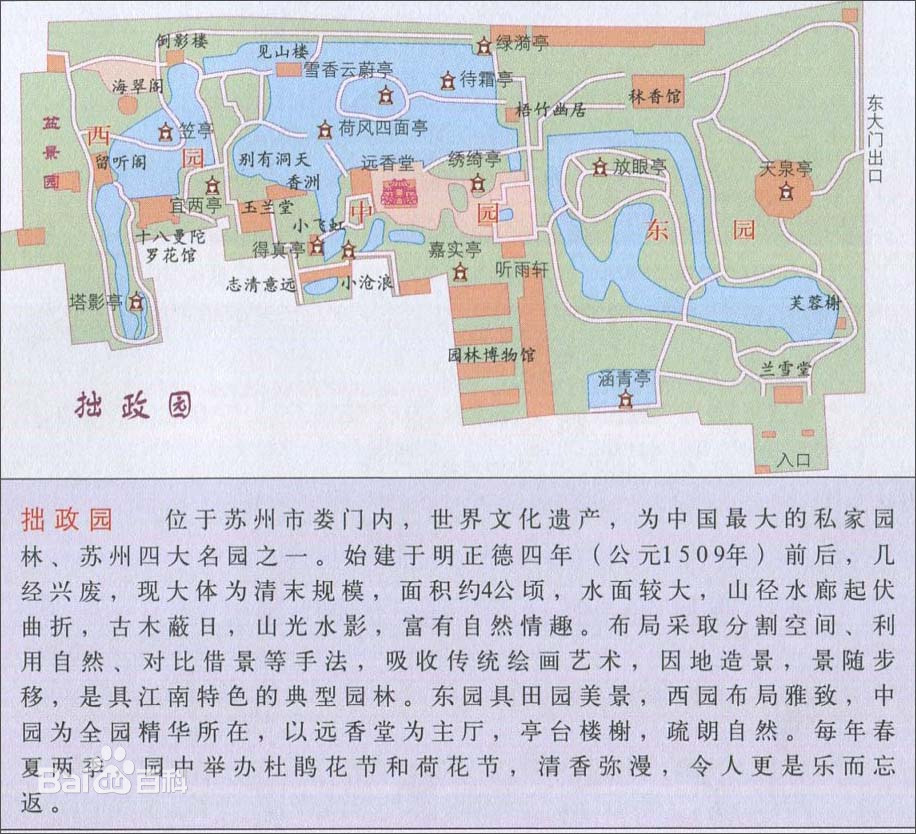 倒影楼
见山楼
绿漪亭
雪香云蔚亭
待霜亭
海翠阁
梧竹幽居
秫香馆
东大门出口
盆景园
西园
笠亭
荷风四面亭
留听阁
别有洞天
远香堂
绣绮亭
放眼亭
天泉亭
香洲
宜两亭
玉兰堂
中园
东园
小飞虹
十八曼陀
罗花馆
得真亭
嘉实亭
听雨轩
志清意远
小沧浪
塔影亭
芙蓉榭
园林博物馆
兰雪堂
涵青亭
拙政园
入口
拙政园 位于苏州市娄门内，世界文化遗产，为中国最大的私家园
林、苏州四大名园之一。始建于明正德四年（公元1509年）前后，几
经兴废，现大体为清末规模，面积约4公顷，水面较大，山径水廊起伏
曲折，古木蔽日，山光水影，富有自然情趣。布局采取分割空间、利
用自然、对比借景等手法，吸收传统绘画艺术，因地造景，景随步
移，是具江南特色的典型园林。东园具田园美景，西园布局雅致，中
园为全园精华所在，以远香堂为主厅，亭台楼榭，疏朗自然。每年春
夏两季，园中举办杜鹃花节和荷花节，清香弥漫，令人更是乐而忘
返。
Baidu百科